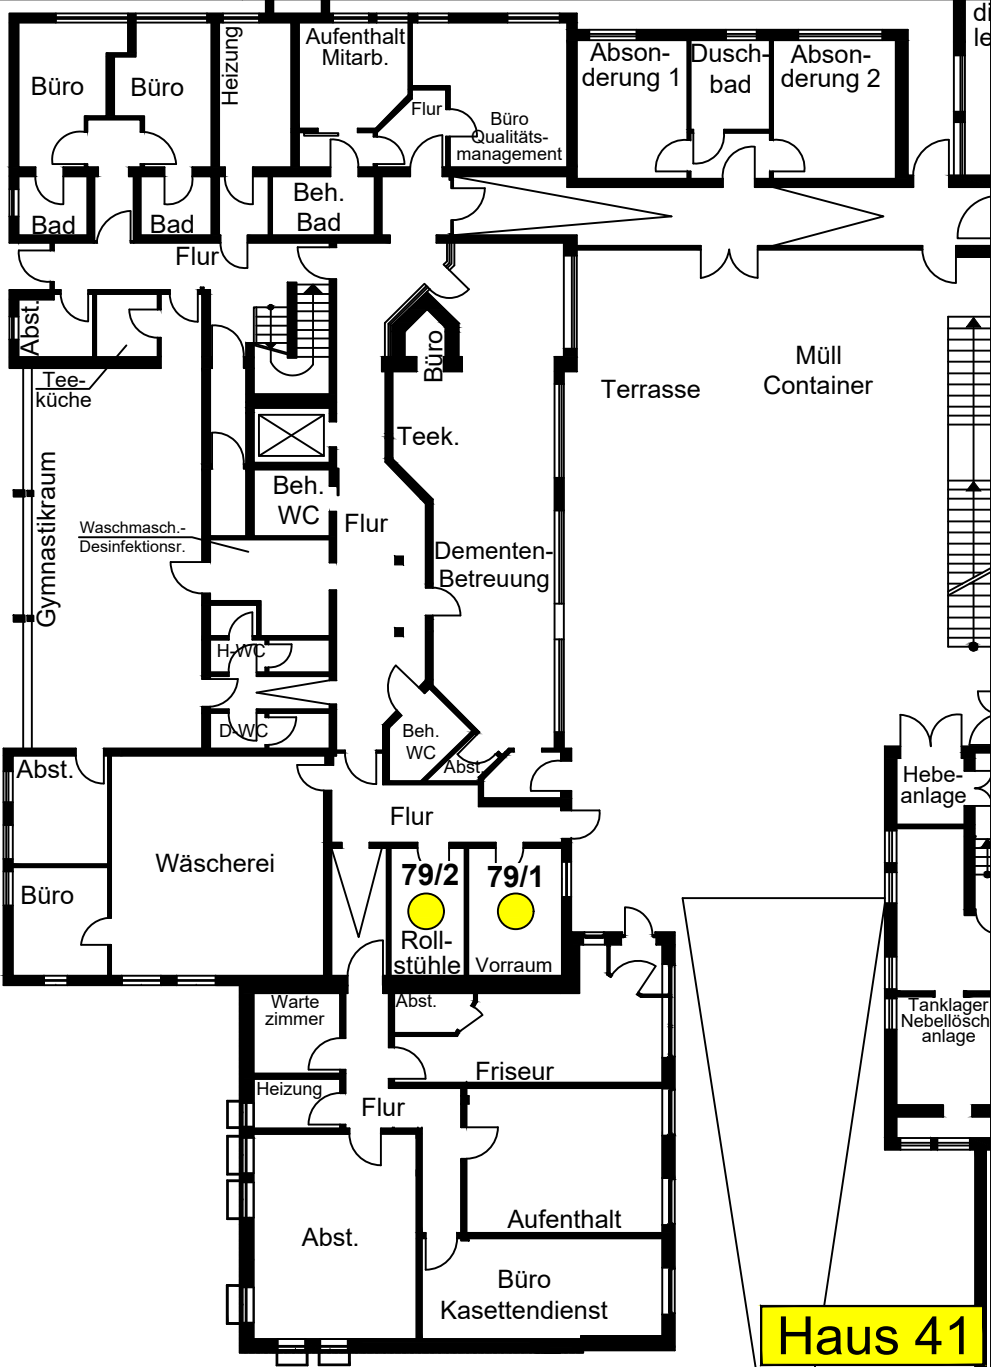 Büro
Büro
Heizung
Aufenthalt
Mitarb.
Flur
Büro
Qualitäts-
management
Abson-
derung 1
Dusch-
bad
Abson-
derung 2
di
le
Bad
Bad
Beh.
Bad
Flur
Abst.
Tee-
küche
Büro
Teek.
Terrasse
Müll
Container
Gymnastikraum
Waschmasch.-
Desinfektionsr.
Beh.
WC
Flur
Dementen-
Betreuung
H-WC
D-WC
Beh.
WC
Abst.
Abst.
Büro
Wäscherei
Flur
79/2
Roll-
stühle
79/1
Vorraum
Hebe-
anlage
Tanklager
Nebellösch
anlage
Warte
zimmer
Abst.
Friseur
Heizung
Flur
Abst.
Aufenthalt
Büro
Kasettendienst
Haus 41